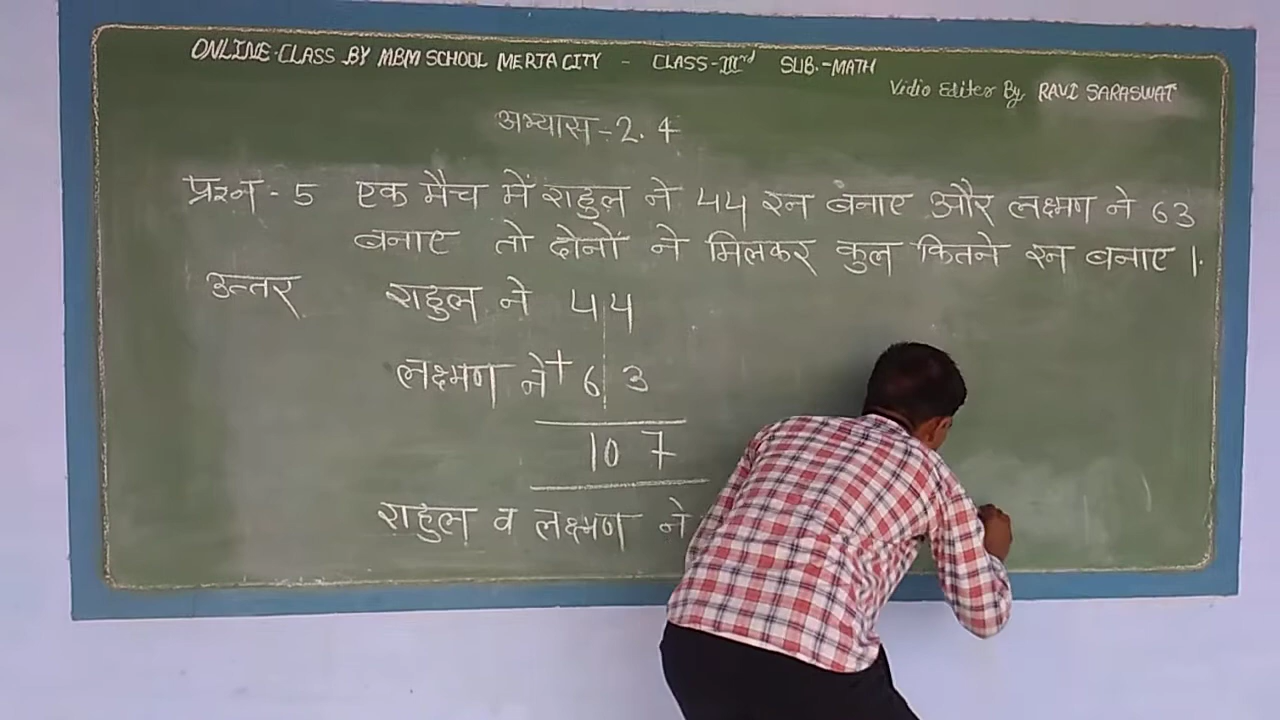 ONLINE-CLASS BY MBM SCHOOL MERTA CITY - CLASS-IIIrd SUB.-MATH
Vidio Editer By RAVI SARASWAT
अभ्यास-2.4
प्रश्न-5 एक मैच में राहुल ने 44 रन बनाए और लक्ष्मण ने 63
बनाए तो दोनों ने मिलकर कुल कितने रन बनाए ।
उत्तर राहुल ने 44
लक्ष्मण ने + 63
107
राहुल व लक्ष्मण ने